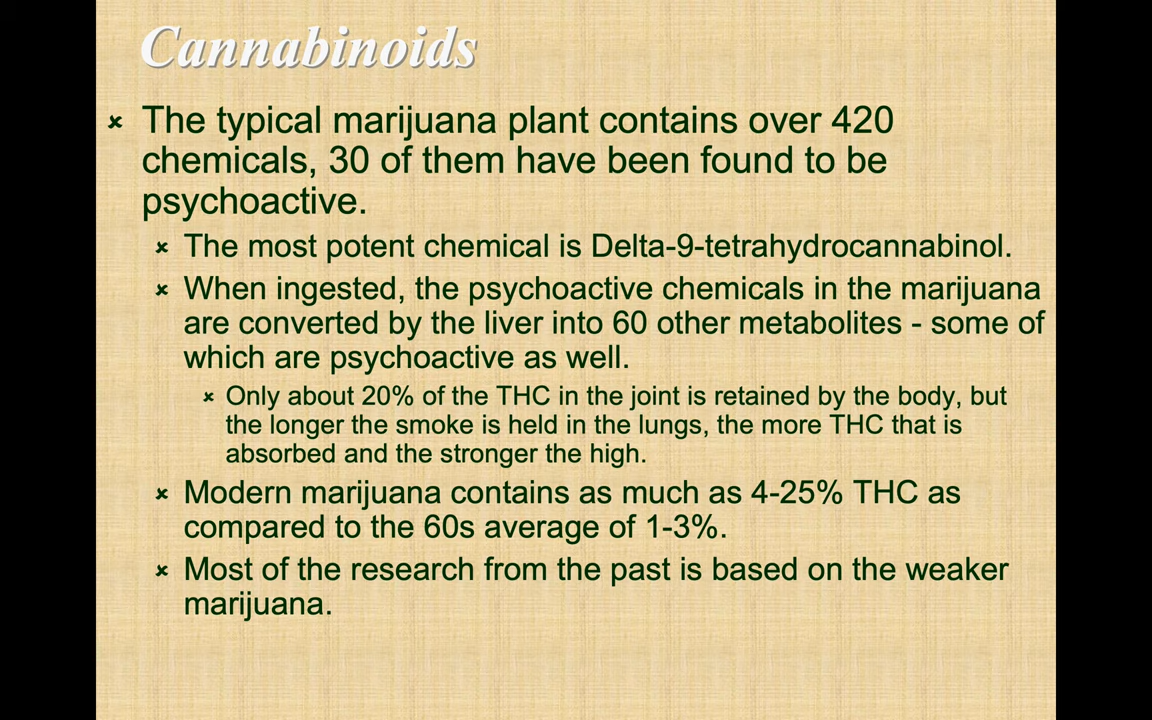 Cannabinoids
The typical marijuana plant contains over 420
chemicals, 30 of them have been found to be
psychoactive.
The most potent chemical is Delta-9-tetrahydrocannabinol.
When ingested, the psychoactive chemicals in the marijuana
are converted by the liver into 60 other metabolites - some of
which are psychoactive as well.
Only about 20% of the THC in the joint is retained by the body, but
the longer the smoke is held in the lungs, the more THC that is
absorbed and the stronger the high.
Modern marijuana contains as much as 4-25% THC as
compared to the 60s average of 1-3%.
Most of the research from the past is based on the weaker
marijuana.